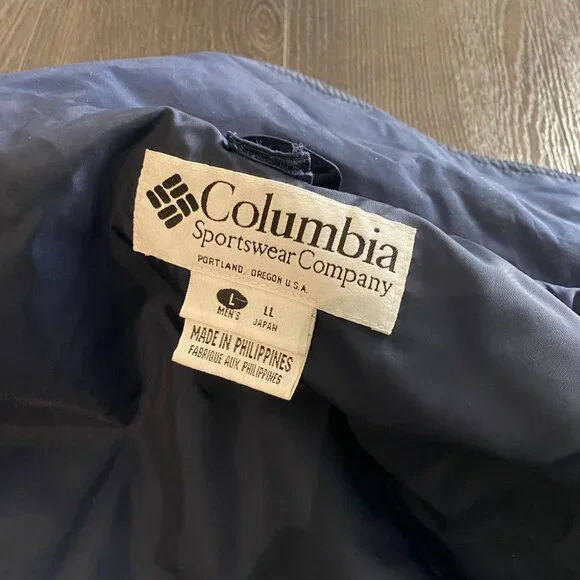 Columbia
Sportswear Company
PORTLAND, OREGON U.S.A.
L LL
MEN'S JAPAN
MADE IN PHILIPPINES
FABRIQUE AUX PHILIPPINES